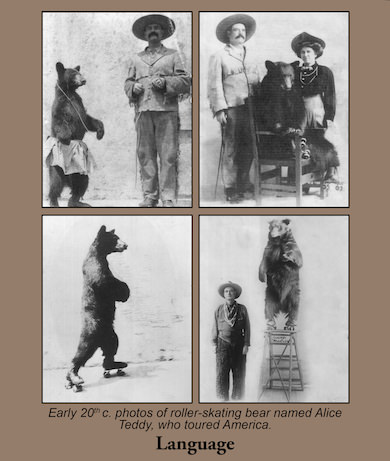 Early 20th c. photos of roller-skating bear named Alice
Teddy, who toured America.
Language